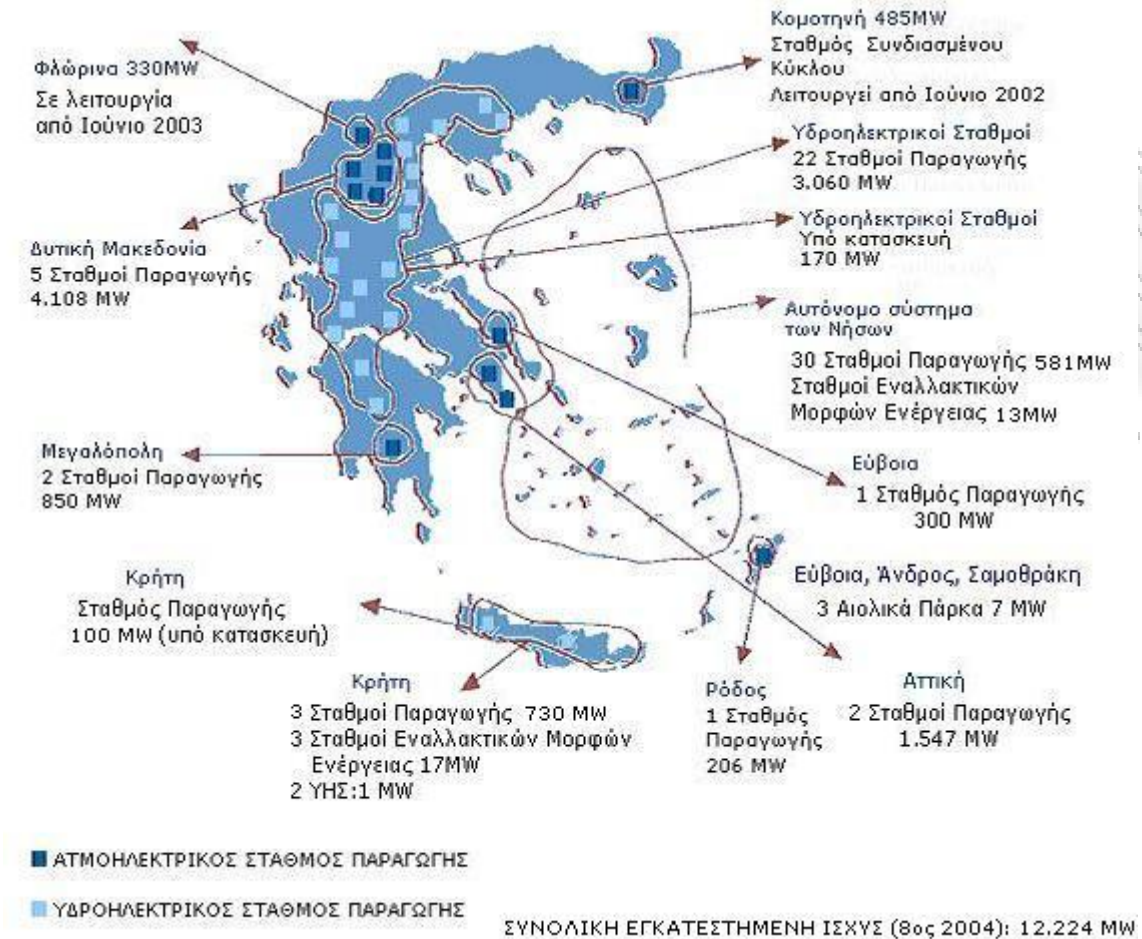 Φλώρινα 330MW
Σε λειτουργία
από Ιούνιο 2003
Κομοτηνή 485MW
Σταθμός Συνδιασμένου
Κύκλου
Λειτουργεί από Ιούνιο 2002
Υδροηλεκτρικοί Σταθμοί
22 Σταθμοί Παραγωγής
3.060 MW
Υδροηλεκτρικοί Σταθμοί
Υπό κατασκευή
170 MW
Δυτική Μακεδονία
5 Σταθμοί Παραγωγής
4.108 MW
Αυτόνομο σύστημα
των Νήσων
30 Σταθμοί Παραγωγής 581MW
Σταθμοί Εναλλακτικών
Μορφών Ενέργειας 13MW
Μεγαλόπολη
2 Σταθμοί Παραγωγής
850 MW
Εύβοια
1 Σταθμός Παραγωγής
300 MW
Εύβοια, Άνδρος, Σαμοθράκη
3 Αιολικά Πάρκα 7 MW
Κρήτη
Σταθμός Παραγωγής
100 MW (υπό κατασκευή)
Κρήτη
3 Σταθμοί Παραγωγής 730 MW
3 Σταθμοί Εναλλακτικών Μορφών
Ενέργειας 17MW
2 ΥΗΣ:1 MW
Ρόδος
1 Σταθμός
Παραγωγής
206 MW
Αττική
2 Σταθμοί Παραγωγής
1.547 MW
ΑΤΜΟΗΛΕΚΤΡΙΚΟΣ ΣΤΑΘΜΟΣ ΠΑΡΑΓΩΓΗΣ
ΥΔΡΟΗΛΕΚΤΡΙΚΟΣ ΣΤΑΘΜΟΣ ΠΑΡΑΓΩΓΗΣ
ΣΥΝΟΛΙΚΗ ΕΓΚΑΤΕΣΤΗΜΕΝΗ ΙΣΧΥΣ (8ος 2004): 12.224 MW